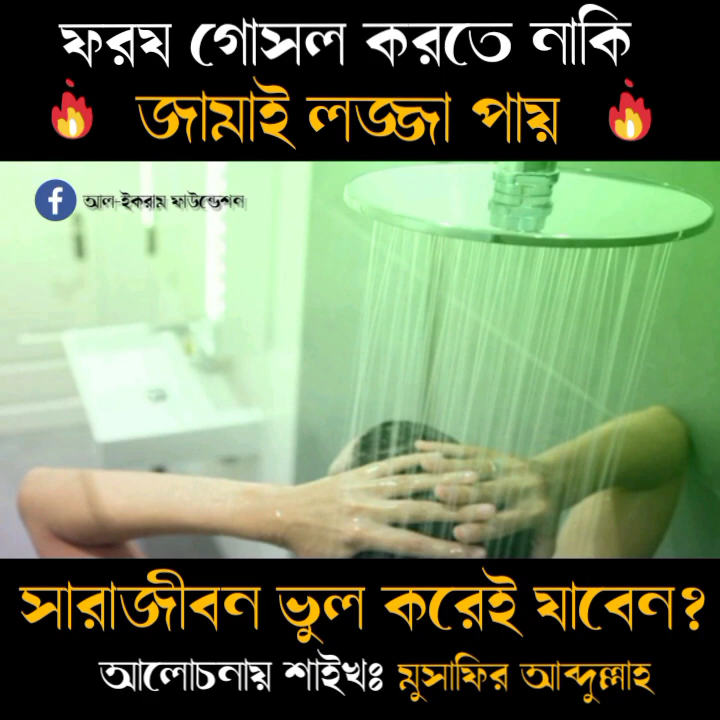 ফরয গোসল করতে নাকি
জামাই লজ্জা পায়
আল-ইকরাম ফাউন্ডেশন
সারাজীবন ভুল করেই যাবেন?
আলোচনায় শাইখঃ মুসাফির আব্দুল্লাহ